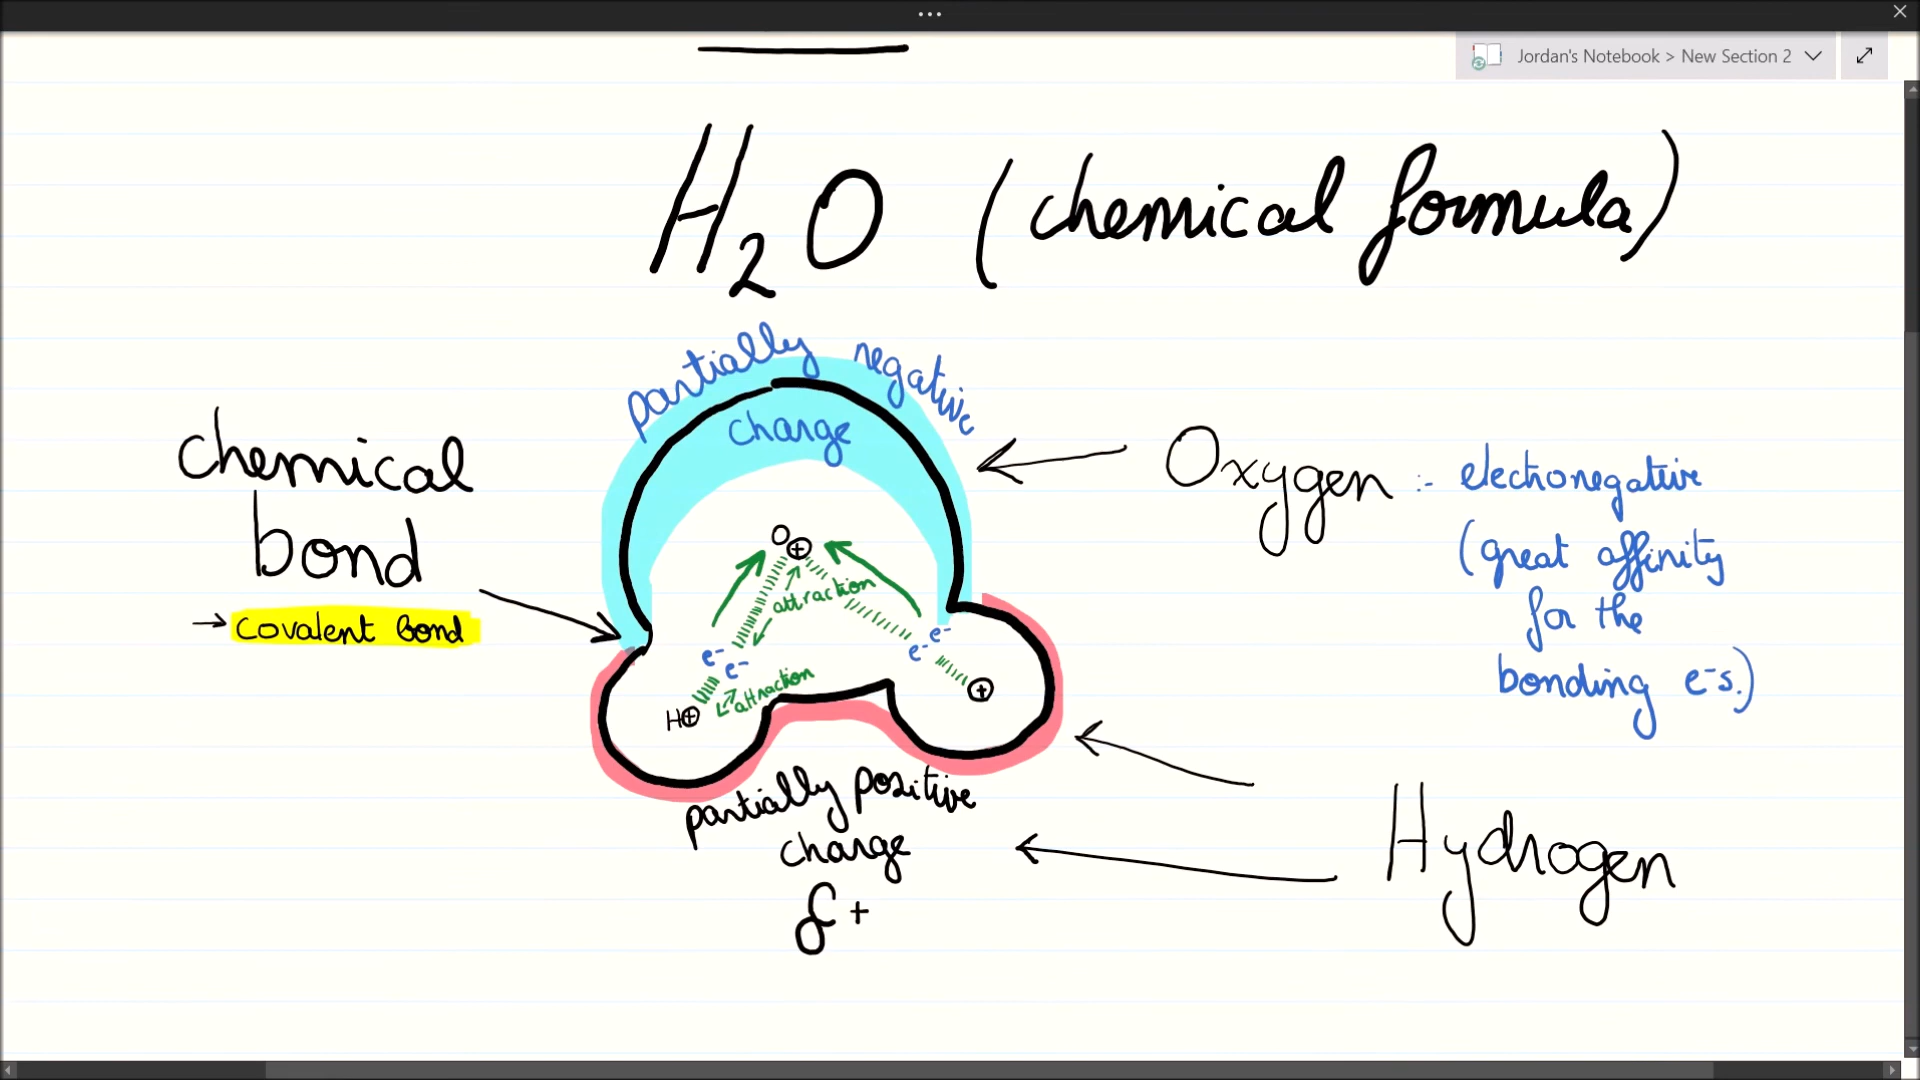 ...
Jordan's Notebook > New Section 2
H2O (chemical formula)
partially negative
charge
chemical
bond
→ covalent bond
Oxygen :- electronegative
(great affinity
for the
bonding e-s.)
O +
attraction
e-
e-
e-
e-
attraction
H+
+
partially positive
charge
δ +
Hydrogen